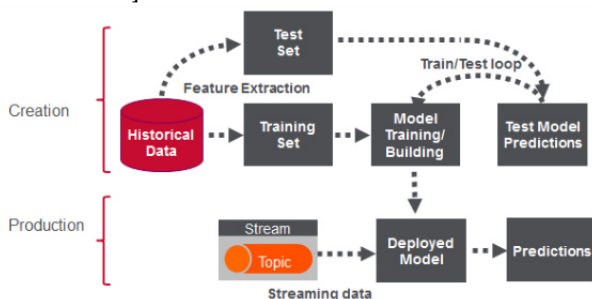 Test
Set
Train/Test loop
Feature Extraction
Creation
Historical
Data
Training
Set
Model
Training/
Building
Test Model
Predictions
Production
Stream
Topic
Deployed
Model
Predictions
Streaming data